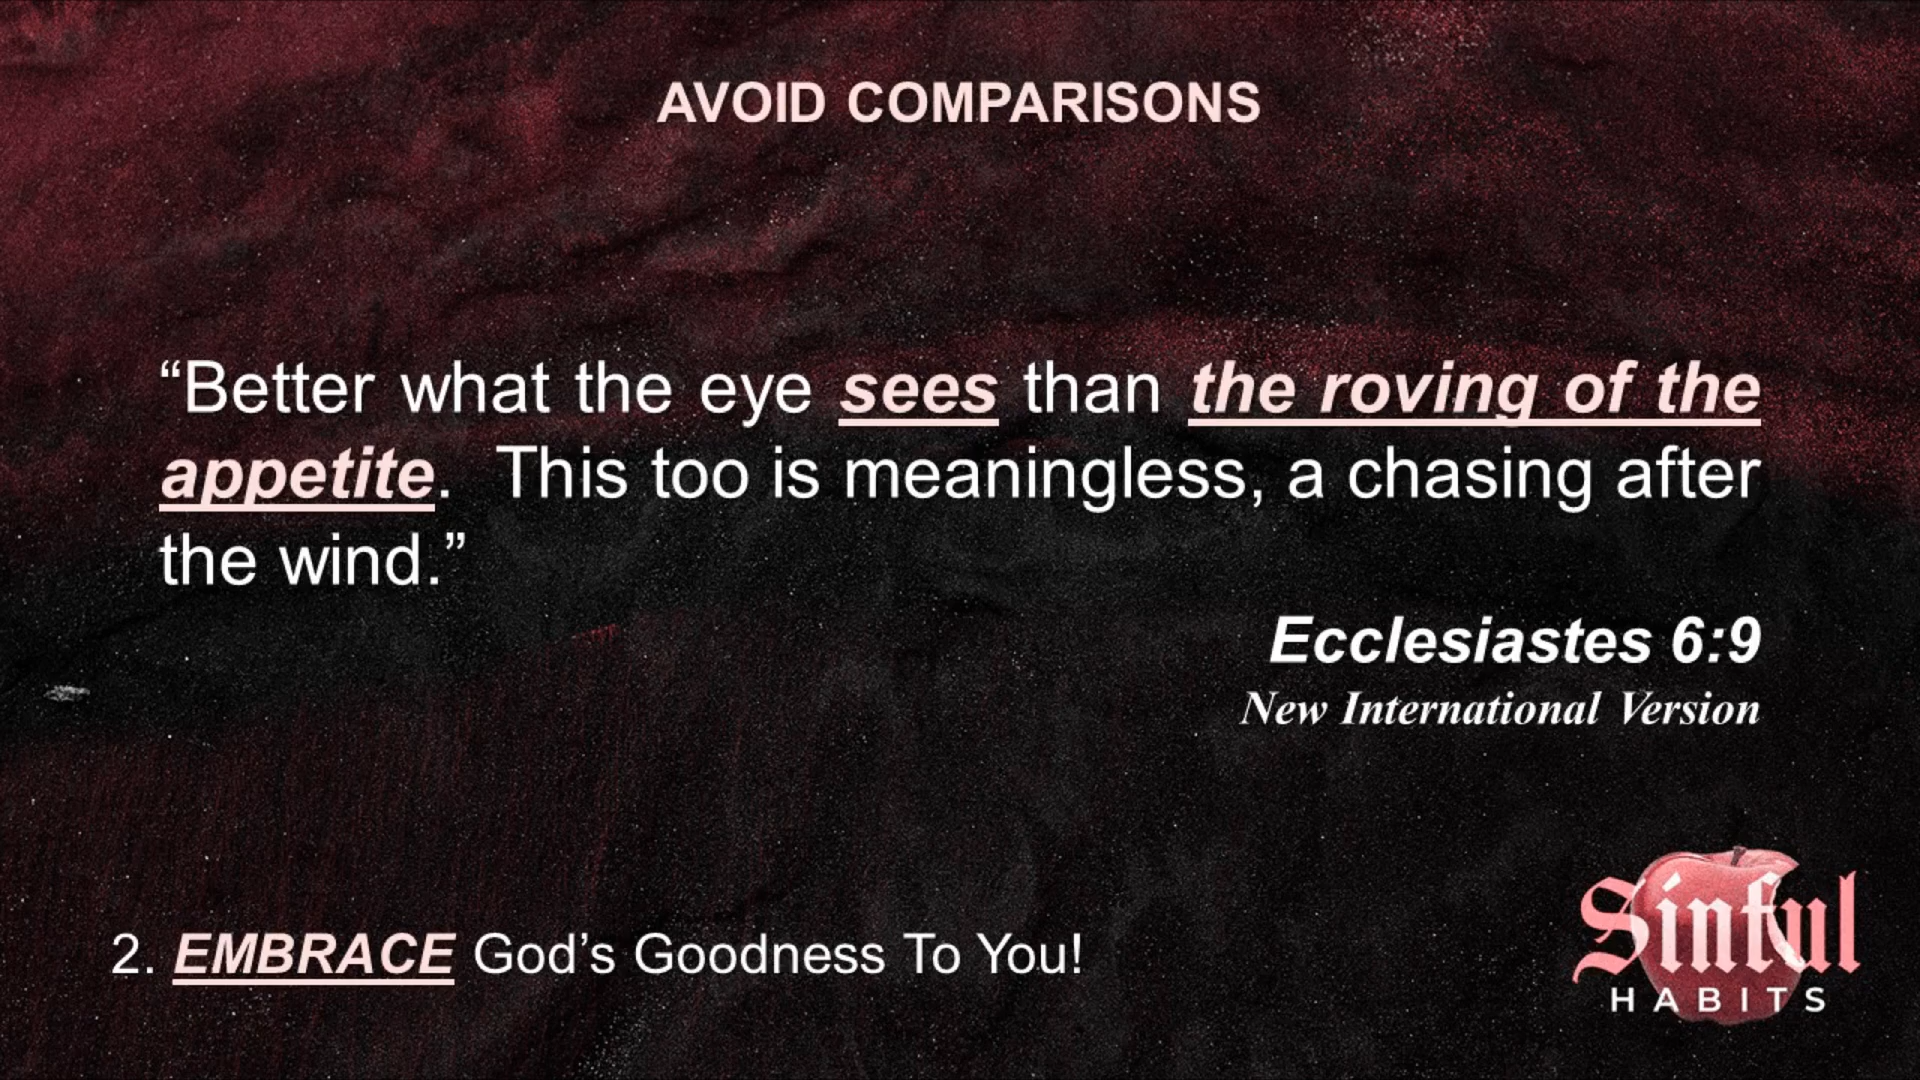 AVOID COMPARISONS
“Better what the eye sees than the roving of the
appetite.  This too is meaningless, a chasing after
the wind.”
Ecclesiastes 6:9
New International Version
2. EMBRACE God’s Goodness To You!
Sinful
HABITS